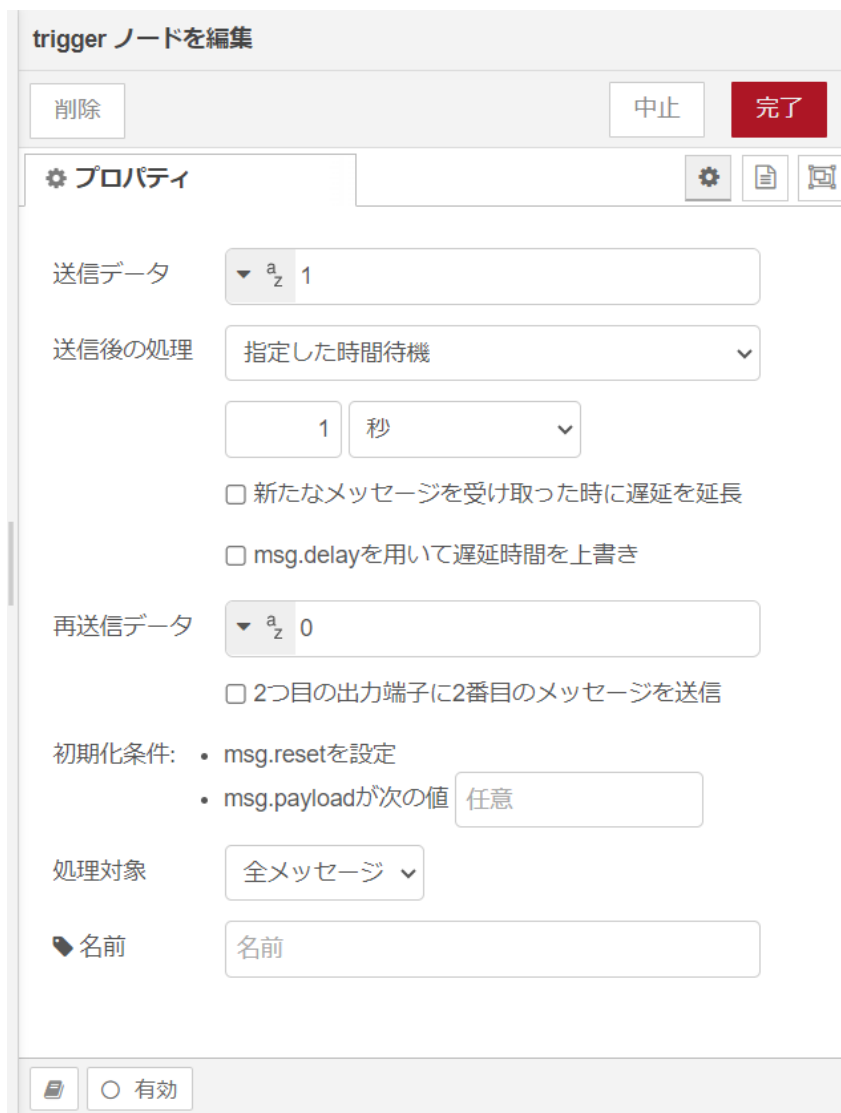 trigger ノードを編集
削除 中止 完了
プロパティ
送信データ az 1
送信後の処理 指定した時間待機
1 秒
新たなメッセージを受け取った時に遅延を延長
msg.delayを用いて遅延時間を上書き
再送信データ az 0
2つ目の出力端子に2番目のメッセージを送信
初期化条件: • msg.resetを設定
• msg.payloadが次の値 任意
処理対象 全メッセージ
名前 名前
有効